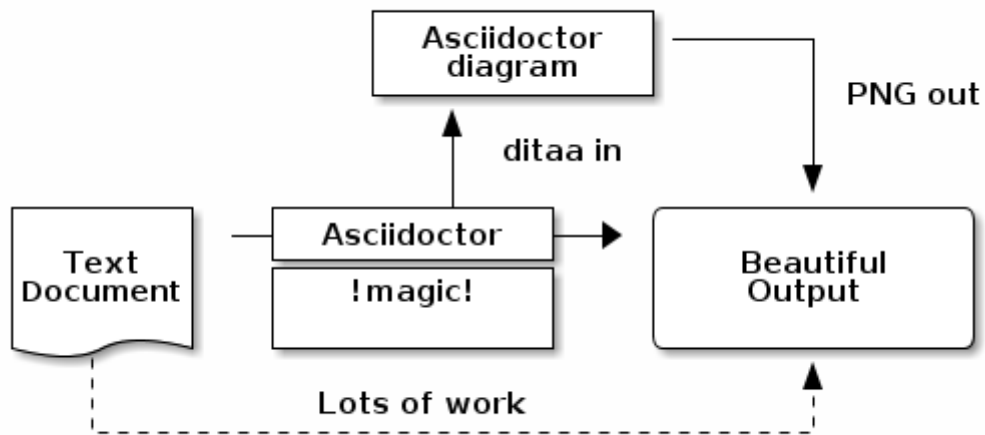 Asciidoctor
diagram
PNG out
ditaa in
Text
Document
Asciidoctor
!magic!
Beautiful
Output
Lots of work